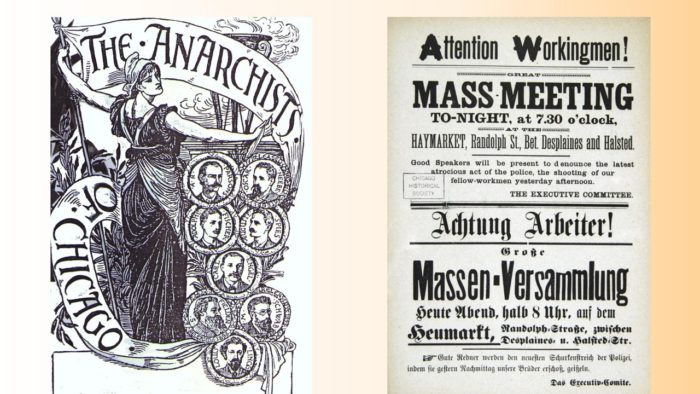 THE · ANARCHISTS
OF · CHICAGO
Attention Workingmen!
GREAT
MASS-MEETING
TO-NIGHT, at 7.30 o'clock,
AT THE
HAYMARKET, Randolph St., Bet. Desplaines and Halsted.
Good Speakers will be present to denounce the latest
atrocious act of the police, the shooting of our
fellow-workmen yesterday afternoon.
CHICAGO
HISTORICAL
SOCIETY
THE EXECUTIVE COMMITTEE.
Achtung Arbeiter!
Große
Massen-Versammlung
Heute Abend, halb 8 Uhr, auf dem
Heumarkt, Randolph-Straße, zwischen
Desplaines- u. Halsted-Str.
Gute Redner werden den neuesten Schurkenstreich der Polizei,
indem sie gestern Nachmittag unsere Brüder erschoß, geißeln.
Das Executiv-Comite.